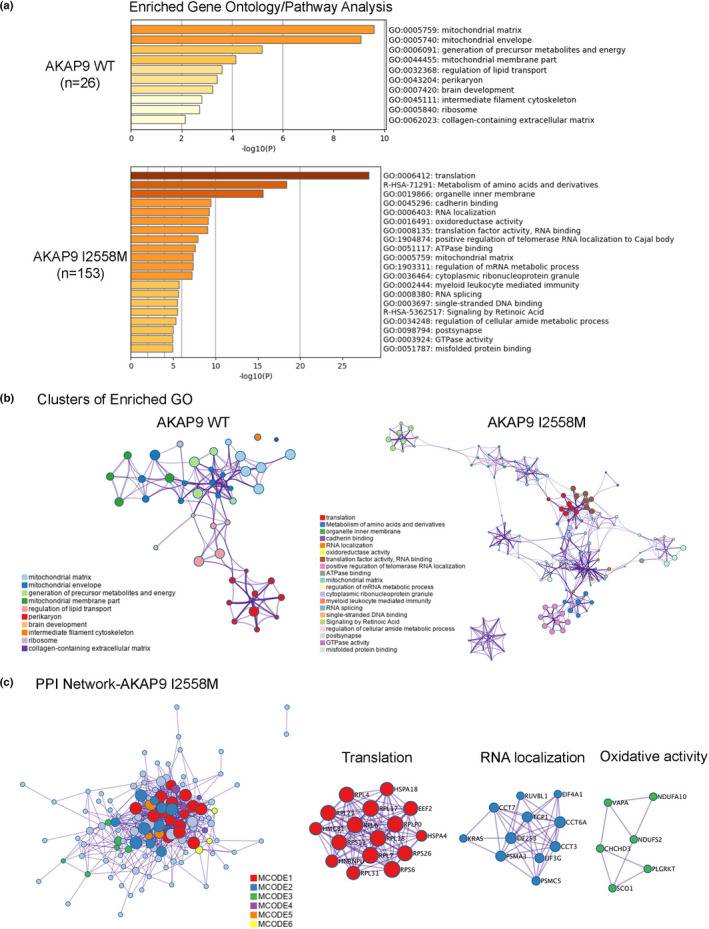 (a)
Enriched Gene Ontology/Pathway Analysis
AKAP9 WT
(n=26)
GO:0005759: mitochondrial matrix
GO:0005740: mitochondrial envelope
GO:0006091: generation of precursor metabolites and energy
GO:0044455: mitochondrial membrane part
GO:0032368: regulation of lipid transport
GO:0043204: perikaryon
GO:0007420: brain development
GO:0045111: intermediate filament cytoskeleton
GO:0005840: ribosome
GO:0062023: collagen-containing extracellular matrix
0 2 4 6 8 10
-log10(P)
AKAP9 I2558M
(n=153)
GO:0006412: translation
R-HSA-71291: Metabolism of amino acids and derivatives
GO:0019866: organelle inner membrane
GO:0045296: cadherin binding
GO:0006403: RNA localization
GO:0016491: oxidoreductase activity
GO:0008135: translation factor activity, RNA binding
GO:1904874: positive regulation of telomerase RNA localization to Cajal body
GO:0051117: ATPase binding
GO:0005759: mitochondrial matrix
GO:1903311: regulation of mRNA metabolic process
GO:0036464: cytoplasmic ribonucleoprotein granule
GO:0002444: myeloid leukocyte mediated immunity
GO:0008380: RNA splicing
GO:0003697: single-stranded DNA binding
R-HSA-5362517: Signaling by Retinoic Acid
GO:0034248: regulation of cellular amide metabolic process
GO:0098794: postsynapse
GO:0003924: GTPase activity
GO:0051787: misfolded protein binding
0 5 10 15 20 25
-log10(P)
(b)
Clusters of Enriched GO
AKAP9 WT
mitochondrial matrix
mitochondrial envelope
generation of precursor metabolites and energy
mitochondrial membrane part
regulation of lipid transport
perikaryon
brain development
intermediate filament cytoskeleton
ribosome
collagen-containing extracellular matrix
AKAP9 I2558M
translation
Metabolism of amino acids and derivatives
organelle inner membrane
cadherin binding
RNA localization
oxidoreductase activity
translation factor activity, RNA binding
positive regulation of telomerase RNA localization
ATPase binding
mitochondrial matrix
regulation of mRNA metabolic process
cytoplasmic ribonucleoprotein granule
myeloid leukocyte mediated immunity
RNA splicing
single-stranded DNA binding
Signaling by Retinoic Acid
regulation of cellular amide metabolic process
postsynapse
GTPase activity
misfolded protein binding
(c)
PPI Network-AKAP9 I2558M
MCODE1
MCODE2
MCODE3
MCODE4
MCODE5
MCODE6
Translation
RPL4
HSPA18
RPL17
EEF2
RPLP0
RPL18
HSPA4
RPL7
RPS26
RPL31
RPS6
RNA localization
RUVBL1
EIF4A1
CCT7
TCP1
CCT6A
KRAS
CCT3
PSMA3
EIF3G
PSMC5
Oxidative activity
VAPA
NDUFA10
CHCHD3
NDUFS2
PLGRKT
SCO1